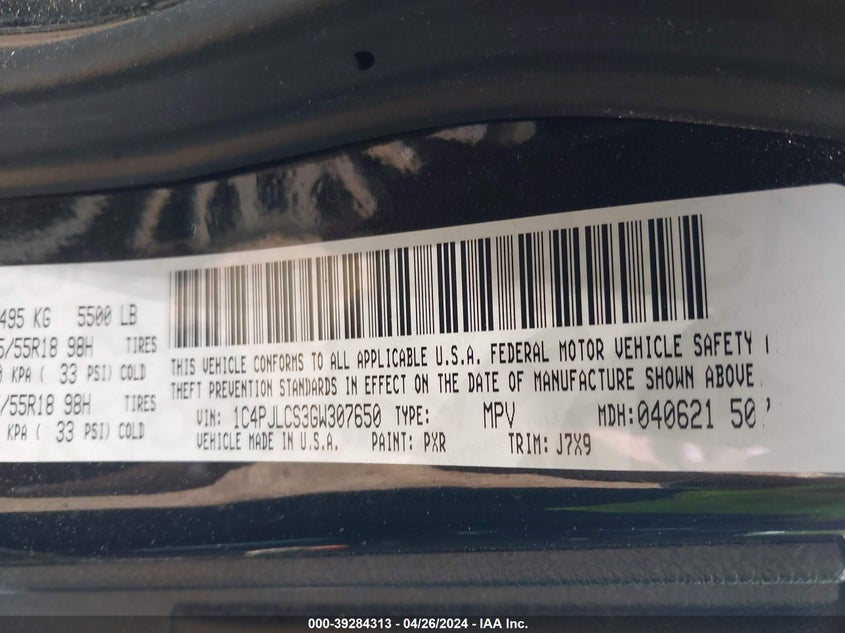 495 KG 5500 LB
/55R18 98H TIRES
KPA ( 33 PSI) COLD
/55R18 98H TIRES
KPA ( 33 PSI) COLD
THIS VEHICLE CONFORMS TO ALL APPLICABLE U.S.A. FEDERAL MOTOR VEHICLE SAFETY
THEFT PREVENTION STANDARDS IN EFFECT ON THE DATE OF MANUFACTURE SHOWN ABOVE.
VIN: 1C4PJLCS3GW307650 TYPE: MPV MDH: 040621 50
VEHICLE MADE IN U.S.A. PAINT: PXR TRIM: J7X9
000-39284313 - 04/26/2024 - IAA Inc.